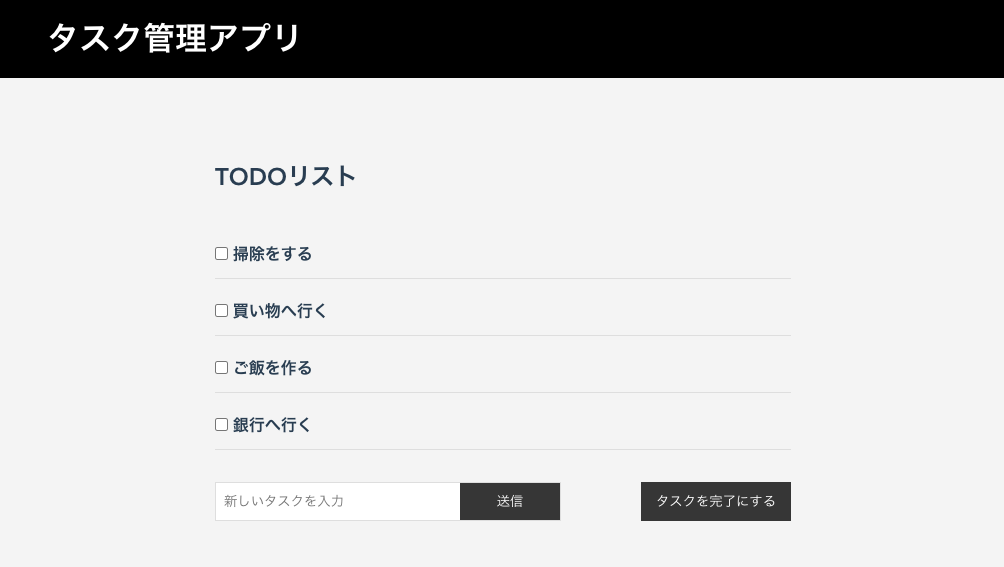 タスク管理アプリ
TODOリスト
掃除をする
買い物へ行く
ご飯を作る
銀行へ行く
新しいタスクを入力 送信 タスクを完了にする